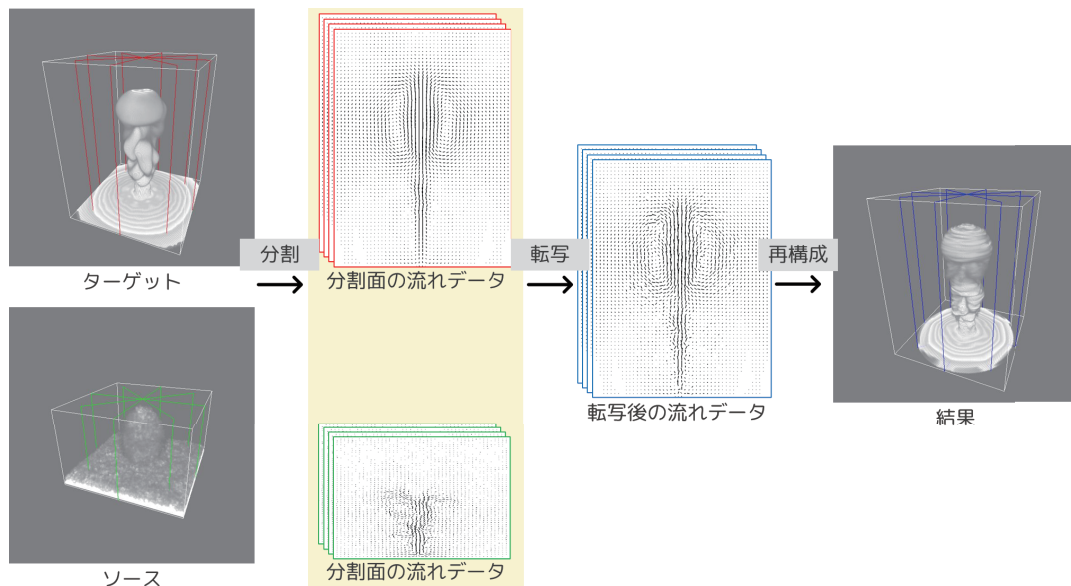 分割
転写
再構成
ターゲット
分割面の流れデータ
転写後の流れデータ
結果
ソース
分割面の流れデータ